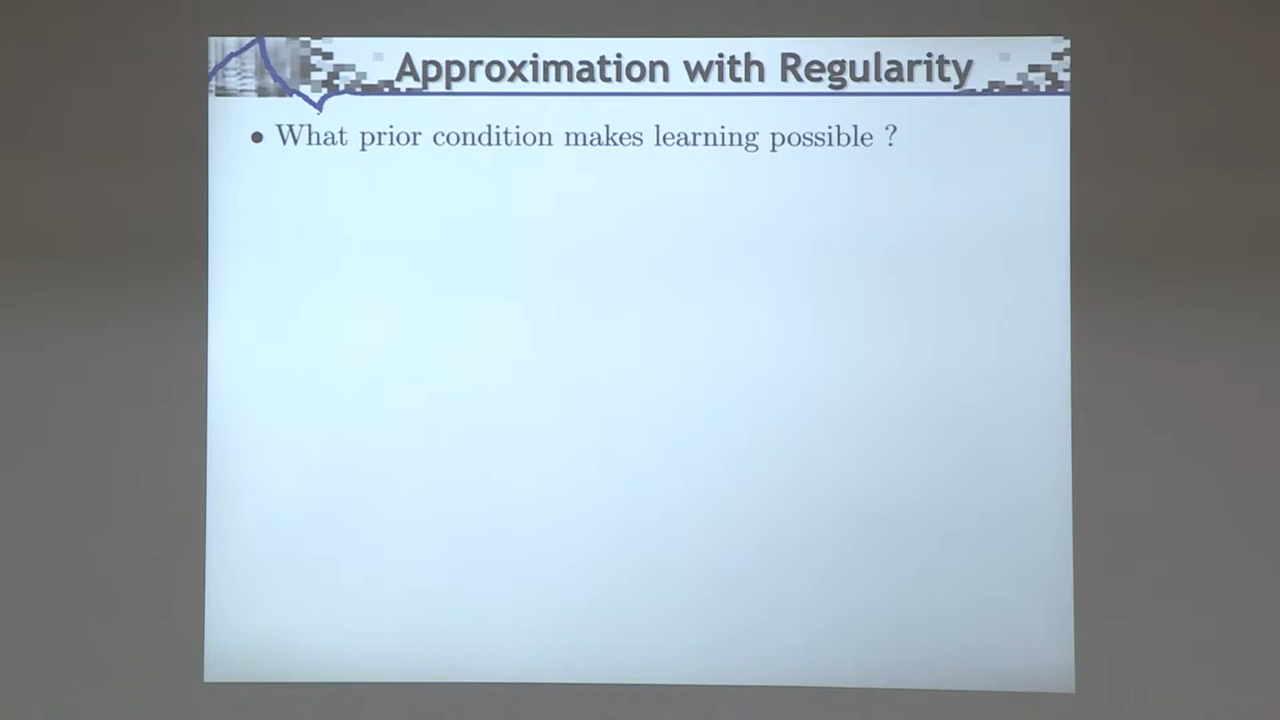 Approximation with Regularity
• What prior condition makes learning possible ?